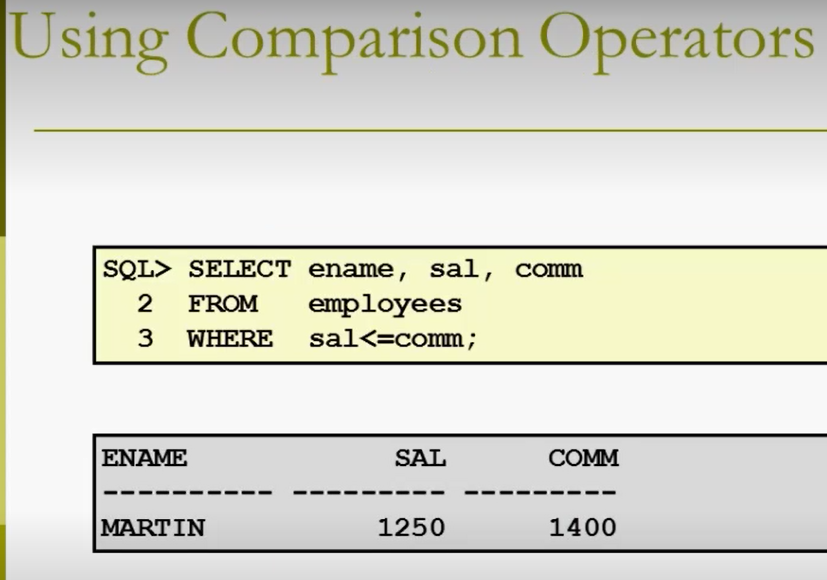 Using Comparison Operators
SQL> SELECT ename, sal, comm
2 FROM employees
3 WHERE sal<=comm;
ENAME SAL COMM
---------- --------- ---------
MARTIN 1250 1400